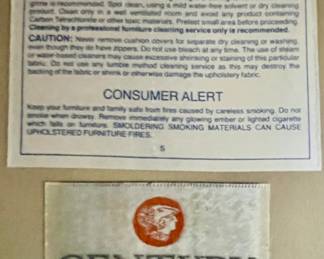 grime is recommended. Spot clean, using a mild water-free solvent or dry cleaning
product. Clean only in a well ventilated room and avoid any product containing
Carbon Tetrachloride or other toxic materials. Pretest small area before proceeding.
Cleaning by a professional furniture cleaning service only is recommended.
CAUTION: Never remove cushion covers for separate dry cleaning or washing,
even though they do have zippers. Do not use bleach at any time. The use of steam
or water-based cleaners may cause excessive shrinking or staining of this particular
fabric. Do not use any tumble method cleaning service as this may destroy the
backing of the fabric or shrink or otherwise damage the upholstery fabric.
CONSUMER ALERT
Keep your furniture and family safe from fires caused by careless smoking. Do not
smoke when drowsy. Remove immediately any glowing ember or lighted cigarette
which falls on furniture. SMOLDERING SMOKING MATERIALS CAN CAUSE
UPHOLSTERED FURNITURE FIRES.
S
CENTURY